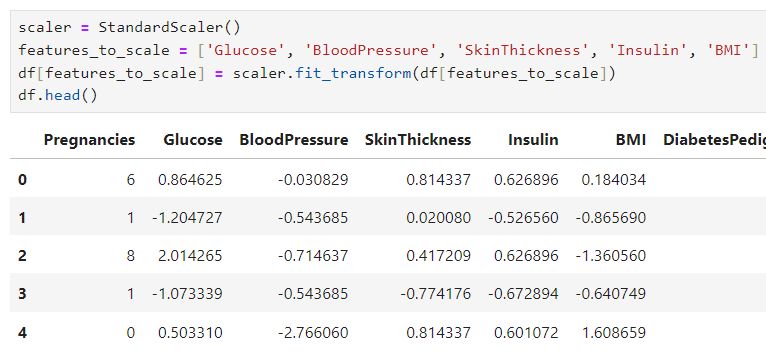 scaler = StandardScaler()
features_to_scale = ['Glucose', 'BloodPressure', 'SkinThickness', 'Insulin', 'BMI']
df[features_to_scale] = scaler.fit_transform(df[features_to_scale])
df.head()
Pregnancies Glucose BloodPressure SkinThickness Insulin BMI DiabetesPedig
0 6 0.864625 -0.030829 0.814337 0.626896 0.184034
1 1 -1.204727 -0.543685 0.020080 -0.526560 -0.865690
2 8 2.014265 -0.714637 0.417209 0.626896 -1.360560
3 1 -1.073339 -0.543685 -0.774176 -0.672894 -0.640749
4 0 0.503310 -2.766060 0.814337 0.601072 1.608659